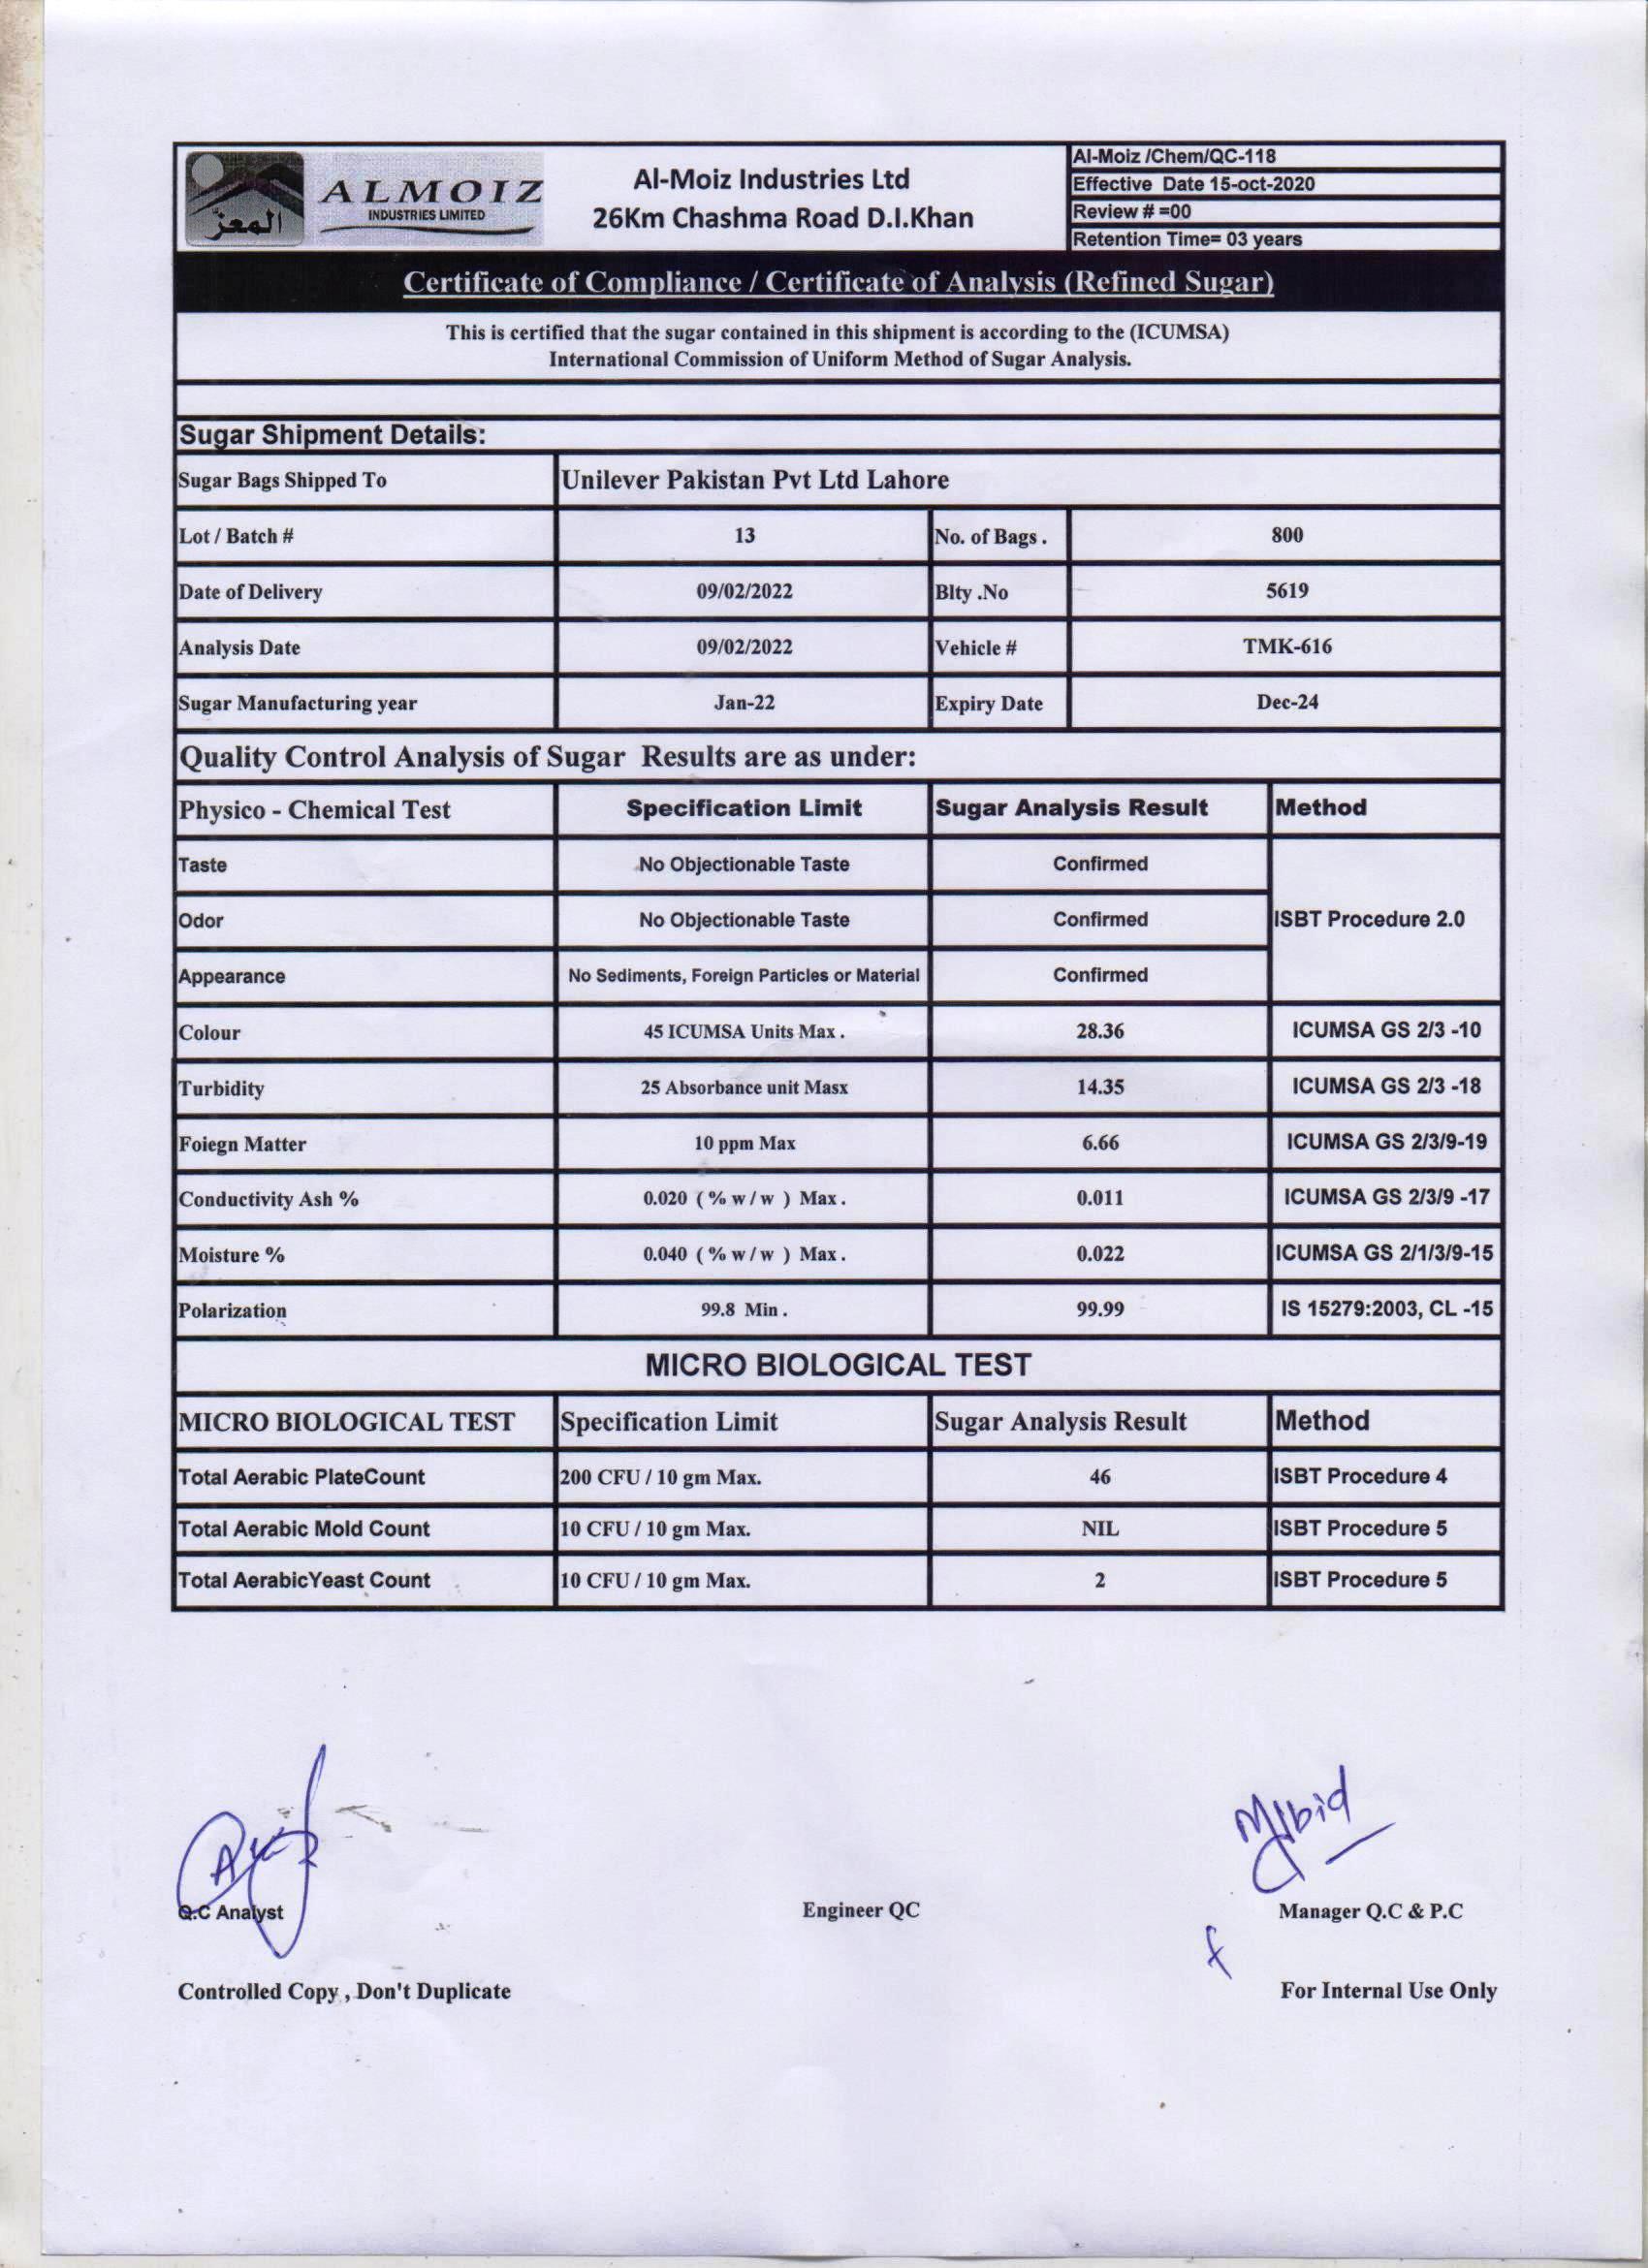 ALMOIZ
INDUSTRIES LIMITED
المعز
Al-Moiz Industries Ltd
26Km Chashma Road D.I.Khan
Al-Moiz /Chem/QC-118
Effective Date 15-oct-2020
Review # =00
Retention Time= 03 years
Certificate of Compliance / Certificate of Analysis (Refined Sugar)
This is certified that the sugar contained in this shipment is according to the (ICUMSA)
International Commission of Uniform Method of Sugar Analysis.
Sugar Shipment Details:
Sugar Bags Shipped To Unilever Pakistan Pvt Ltd Lahore
Lot / Batch # 13 No. of Bags . 800
Date of Delivery 09/02/2022 Blty .No 5619
Analysis Date 09/02/2022 Vehicle # TMK-616
Sugar Manufacturing year Jan-22 Expiry Date Dec-24
Quality Control Analysis of Sugar Results are as under:
Physico - Chemical Test Specification Limit Sugar Analysis Result Method
Taste No Objectionable Taste Confirmed
Odor No Objectionable Taste Confirmed ISBT Procedure 2.0
Appearance No Sediments, Foreign Particles or Material Confirmed
Colour 45 ICUMSA Units Max . 28.36 ICUMSA GS 2/3 -10
Turbidity 25 Absorbance unit Masx 14.35 ICUMSA GS 2/3 -18
Foiegn Matter 10 ppm Max 6.66 ICUMSA GS 2/3/9-19
Conductivity Ash % 0.020 ( % w / w ) Max . 0.011 ICUMSA GS 2/3/9 -17
Moisture % 0.040 ( % w / w ) Max . 0.022 ICUMSA GS 2/1/3/9-15
Polarization 99.8 Min . 99.99 IS 15279:2003, CL -15
MICRO BIOLOGICAL TEST
MICRO BIOLOGICAL TEST Specification Limit Sugar Analysis Result Method
Total Aerabic PlateCount 200 CFU / 10 gm Max. 46 ISBT Procedure 4
Total Aerabic Mold Count 10 CFU / 10 gm Max. NIL ISBT Procedure 5
Total AerabicYeast Count 10 CFU / 10 gm Max. 2 ISBT Procedure 5
Q.C Analyst Engineer QC Manager Q.C & P.C
Controlled Copy , Don't Duplicate For Internal Use Only